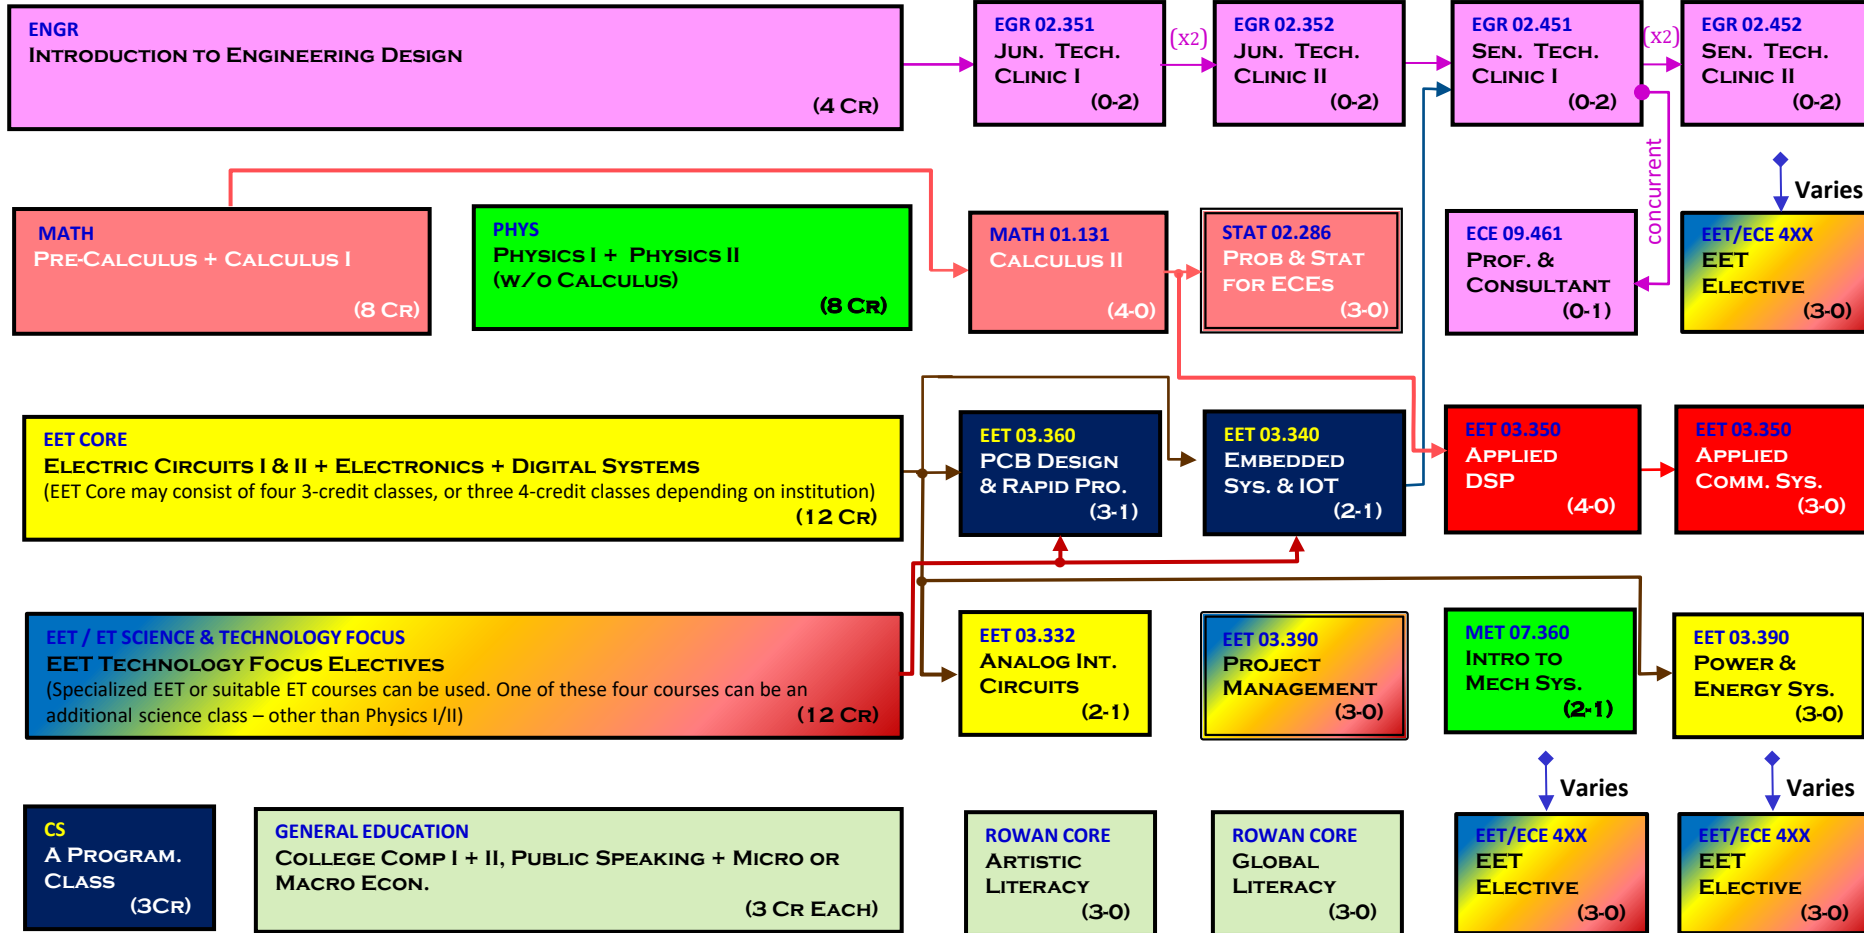 ENGR
INTRODUCTION TO ENGINEERING DESIGN
(4 CR)
EGR 02.351
JUN. TECH.
CLINIC I
(0-2)
(x2)
EGR 02.352
JUN. TECH.
CLINIC II
(0-2)
EGR 02.451
SEN. TECH.
CLINIC I
(0-2)
(x2)
EGR 02.452
SEN. TECH.
CLINIC II
(0-2)
concurrent
Varies
MATH
PRE-CALCULUS + CALCULUS I
(8 CR)
PHYS
PHYSICS I + PHYSICS II
(W/O CALCULUS)
(8 CR)
MATH 01.131
CALCULUS II
(4-0)
STAT 02.286
PROB & STAT
FOR ECES
(3-0)
ECE 09.461
PROF. &
CONSULTANT
(0-1)
EET/ECE 4XX
EET
ELECTIVE
(3-0)
EET CORE
ELECTRIC CIRCUITS I & II + ELECTRONICS + DIGITAL SYSTEMS
(EET Core may consist of four 3-credit classes, or three 4-credit classes depending on institution)
(12 CR)
EET 03.360
PCB DESIGN
& RAPID PRO.
(3-1)
EET 03.340
EMBEDDED
SYS. & IOT
(2-1)
EET 03.350
APPLIED
DSP
(4-0)
EET 03.350
APPLIED
COMM. SYS.
(3-0)
EET / ET SCIENCE & TECHNOLOGY FOCUS
EET TECHNOLOGY FOCUS ELECTIVES
(Specialized EET or suitable ET courses can be used. One of these four courses can be an
additional science class – other than Physics I/II)
(12 CR)
EET 03.332
ANALOG INT.
CIRCUITS
(2-1)
EET 03.390
PROJECT
MANAGEMENT
(3-0)
MET 07.360
INTRO TO
MECH SYS.
(2-1)
EET 03.390
POWER &
ENERGY SYS.
(3-0)
Varies
Varies
CS
A PROGRAM.
CLASS
(3CR)
GENERAL EDUCATION
COLLEGE COMP I + II, PUBLIC SPEAKING + MICRO OR
MACRO ECON.
(3 CR EACH)
ROWAN CORE
ARTISTIC
LITERACY
(3-0)
ROWAN CORE
GLOBAL
LITERACY
(3-0)
EET/ECE 4XX
EET
ELECTIVE
(3-0)
EET/ECE 4XX
EET
ELECTIVE
(3-0)